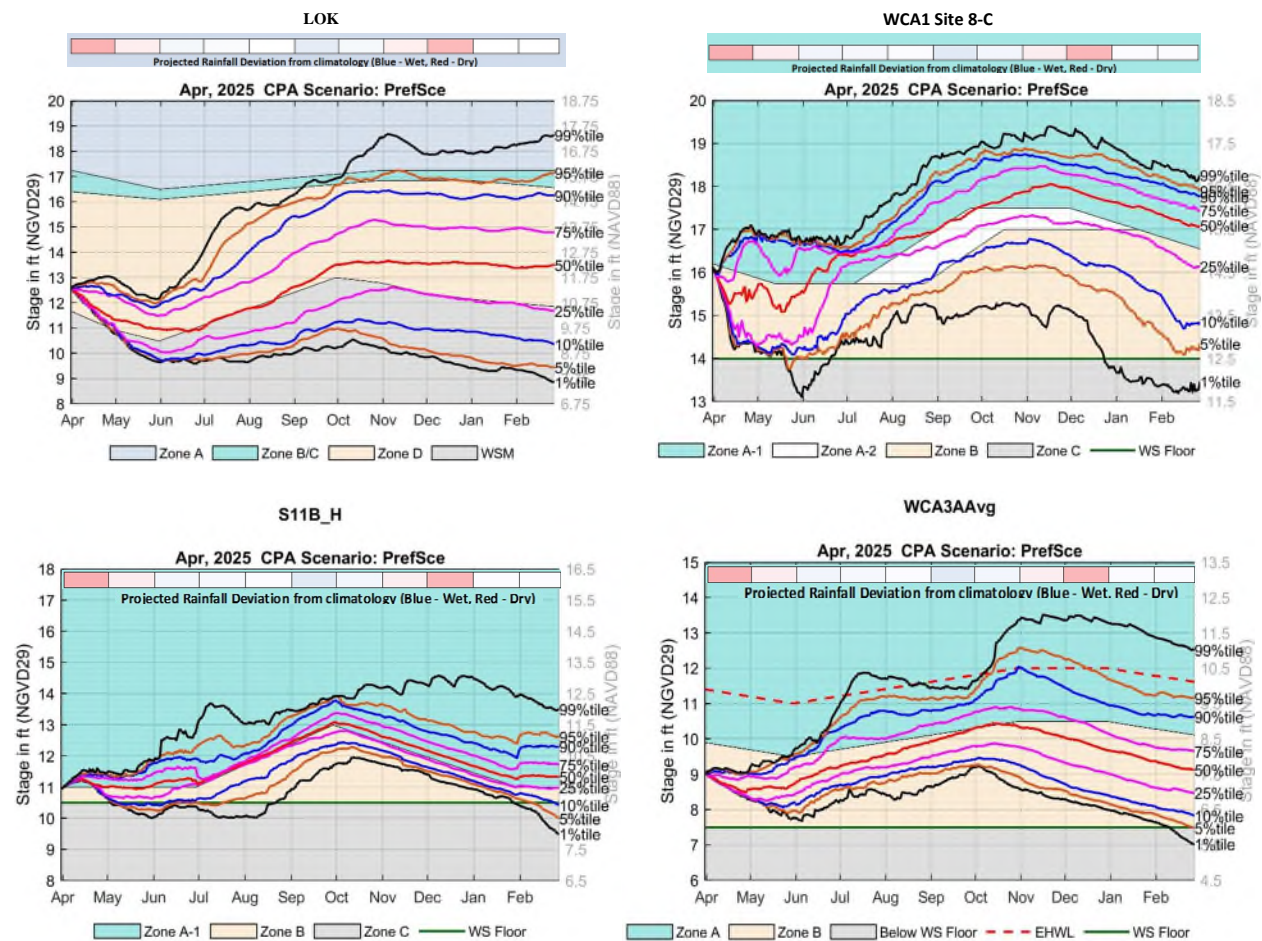 LOK
Projected Rainfall Deviation from climatology (Blue - Wet, Red - Dry)
Apr, 2025 CPA Scenario: PrefSce
Stage in ft (NGVD29)
20
19
18
17
16
15
14
13
12
11
10
9
8
18.75
17.75
16.75
14.75
12.75
11.75
10.75
9.75
8.75
6.75
Stage in ft (NAVD88)
99%tile
95%tile
90%tile
75%tile
50%tile
25%tile
10%tile
5%tile
1%tile
Apr May Jun Jul Aug Sep Oct Nov Dec Jan Feb
Zone A Zone B/C Zone D WSM
WCA1 Site 8-C
Projected Rainfall Deviation from climatology (Blue - Wet, Red - Dry)
Apr, 2025 CPA Scenario: PrefSce
Stage in ft (NGVD29)
20
19
18
17
16
15
14
13
18.5
17.5
12.5
11.5
Stage in ft (NAVD88)
99%tile
95%tile
90%tile
75%tile
50%tile
25%tile
10%tile
5%tile
1%tile
Apr May Jun Jul Aug Sep Oct Nov Dec Jan Feb
Zone A-1 Zone A-2 Zone B Zone C WS Floor
S11B_H
Apr, 2025 CPA Scenario: PrefSce
Projected Rainfall Deviation from climatology (Blue - Wet, Red - Dry)
Stage in ft (NGVD29)
18
17
16
15
14
13
12
11
10
9
8
16.5
15.5
14.5
13.5
12.5
11.5
7.5
6.5
Stage in ft (NAVD88)
99%tile
95%tile
90%tile
75%tile
50%tile
25%tile
10%tile
5%tile
1%tile
Apr May Jun Jul Aug Sep Oct Nov Dec Jan Feb
Zone A-1 Zone B Zone C WS Floor
WCA3AAvg
Apr, 2025 CPA Scenario: PrefSce
Projected Rainfall Deviation from climatology (Blue - Wet, Red - Dry)
Stage in ft (NGVD29)
15
14
13
12
11
10
9
8
7
6
13.5
12.5
11.5
10.5
4.5
Stage in ft (NAVD88)
99%tile
95%tile
90%tile
75%tile
50%tile
25%tile
10%tile
5%tile
1%tile
Apr May Jun Jul Aug Sep Oct Nov Dec Jan Feb
Zone A Zone B Below WS Floor EHWL WS Floor